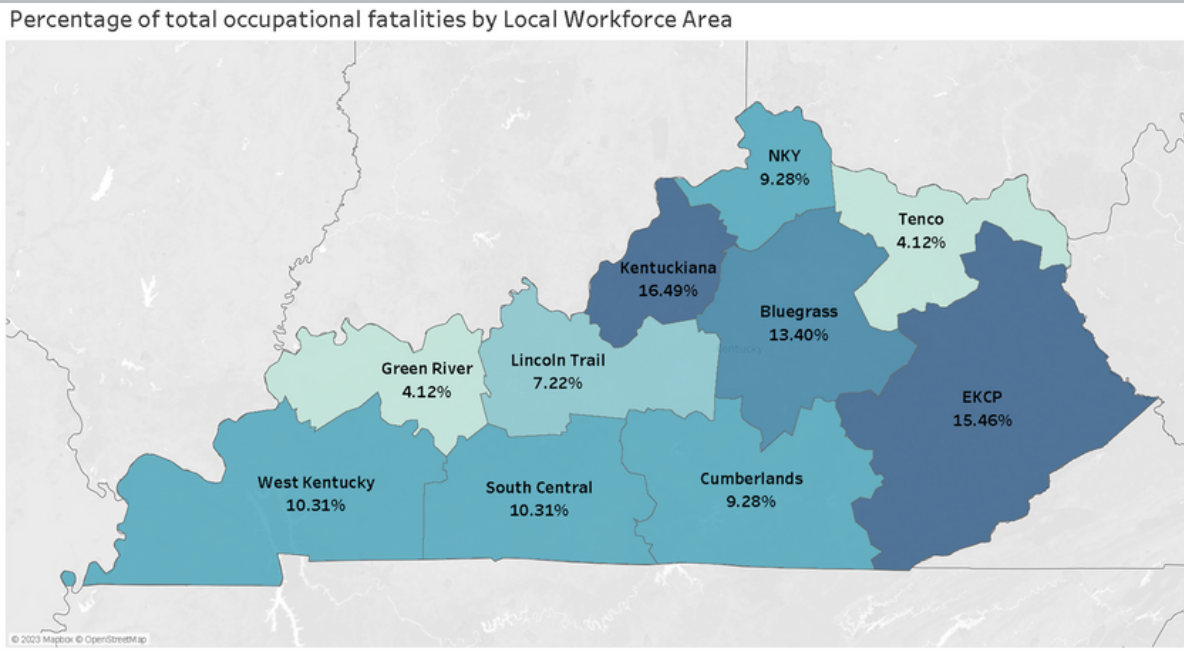 Percentage of total occupational fatalities by Local Workforce Area
NKY
9.28%
Tenco
4.12%
Kentuckiana
16.49%
Bluegrass
13.40%
Lincoln Trail
7.22%
Green River
4.12%
EKCP
15.46%
West Kentucky
10.31%
South Central
10.31%
Cumberlands
9.28%
© 2023 Mapbox © OpenStreetMap